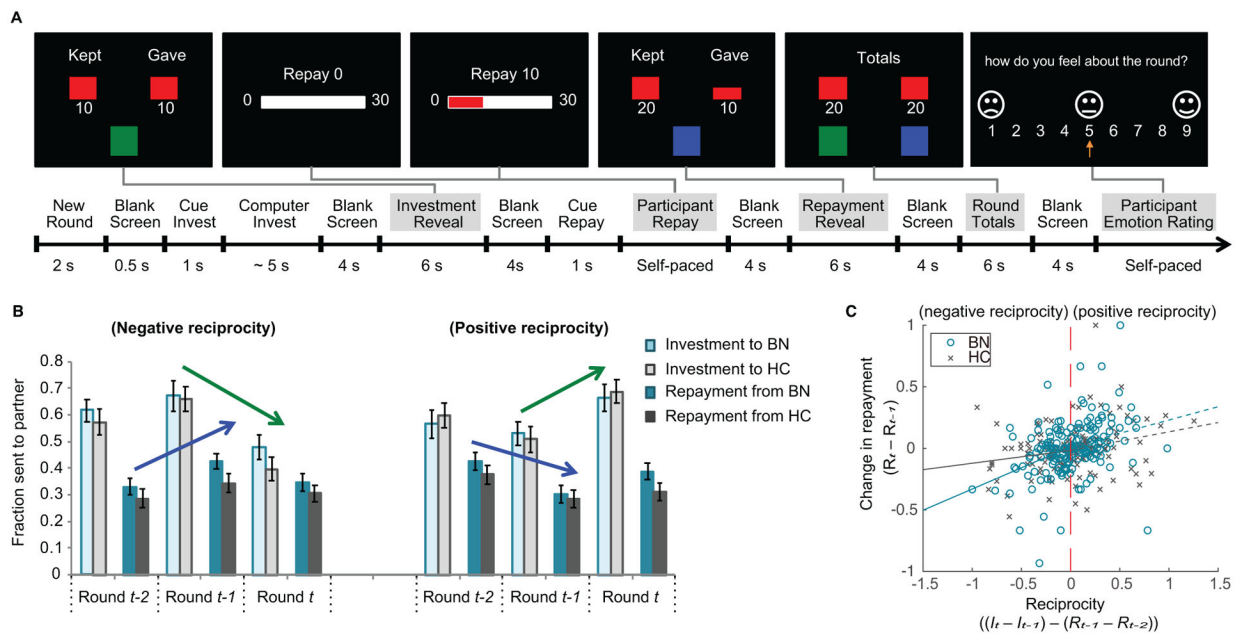 A
Kept Gave
10 10
Repay 0
0 30
Repay 10
0 30
Kept Gave
20 10
Totals
20 20
how do you feel about the round?
1 2 3 4 5 6 7 8 9
New Round
Blank Screen
Cue Invest
Computer Invest
Blank Screen
Investment Reveal
Blank Screen
Cue Repay
Participant Repay
Blank Screen
Repayment Reveal
Blank Screen
Round Totals
Blank Screen
Participant Emotion Rating
2 s 0.5 s 1 s ~ 5 s 4 s 6 s 4s 1 s Self-paced 4 s 6 s 4 s 6 s 4 s Self-paced
B
(Negative reciprocity) (Positive reciprocity)
Fraction sent to partner
0.8
0.7
0.6
0.5
0.4
0.3
0.2
0.1
0
Round t-2 Round t-1 Round t Round t-2 Round t-1 Round t
Investment to BN
Investment to HC
Repayment from BN
Repayment from HC
C
(negative reciprocity) (positive reciprocity)
BN
HC
Change in repayment
(Rt – Rt-1)
1
0.5
0
-0.5
-1
-1.5 -1 -0.5 0 0.5 1 1.5
Reciprocity
((It – It-1) – (Rt-1 – Rt-2))